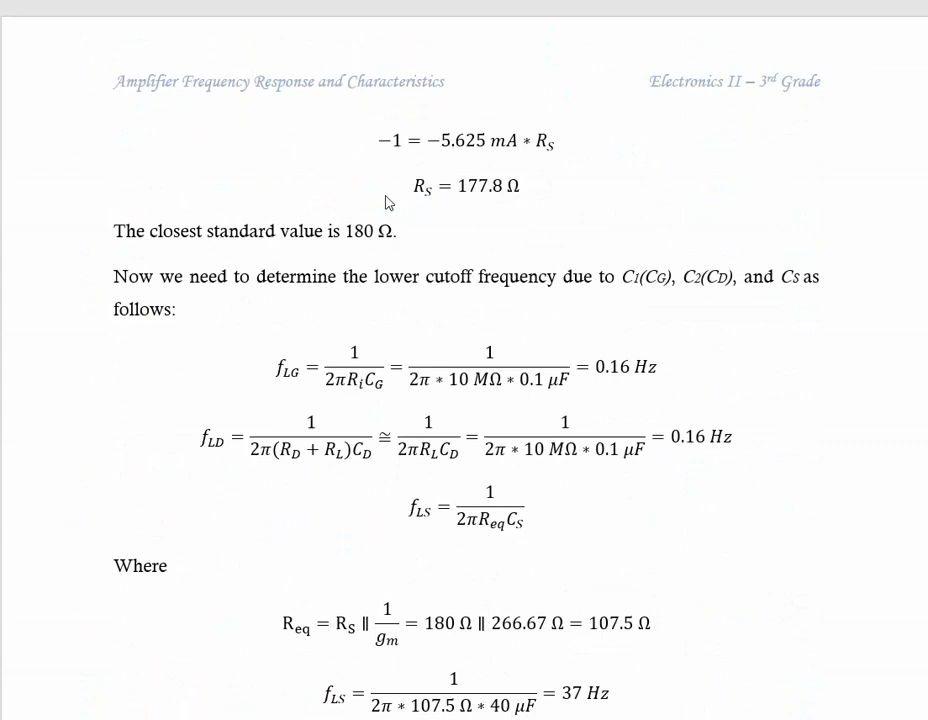 Amplifier Frequency Response and Characteristics Electronics II – 3rd Grade
−1 = −5.625 mA ∗ R_S
R_S = 177.8 Ω
The closest standard value is 180 Ω.
Now we need to determine the lower cutoff frequency due to C1(CG), C2(CD), and CS as
follows:
f_LG = 1 / (2πR_iC_G) = 1 / (2π ∗ 10 MΩ ∗ 0.1 μF) = 0.16 Hz
f_LD = 1 / (2π(R_D + R_L)C_D) ≅ 1 / (2πR_LC_D) = 1 / (2π ∗ 10 MΩ ∗ 0.1 μF) = 0.16 Hz
f_LS = 1 / (2πR_eqC_S)
Where
R_eq = R_S ∥ 1 / g_m = 180 Ω ∥ 266.67 Ω = 107.5 Ω
f_LS = 1 / (2π ∗ 107.5 Ω ∗ 40 μF) = 37 Hz